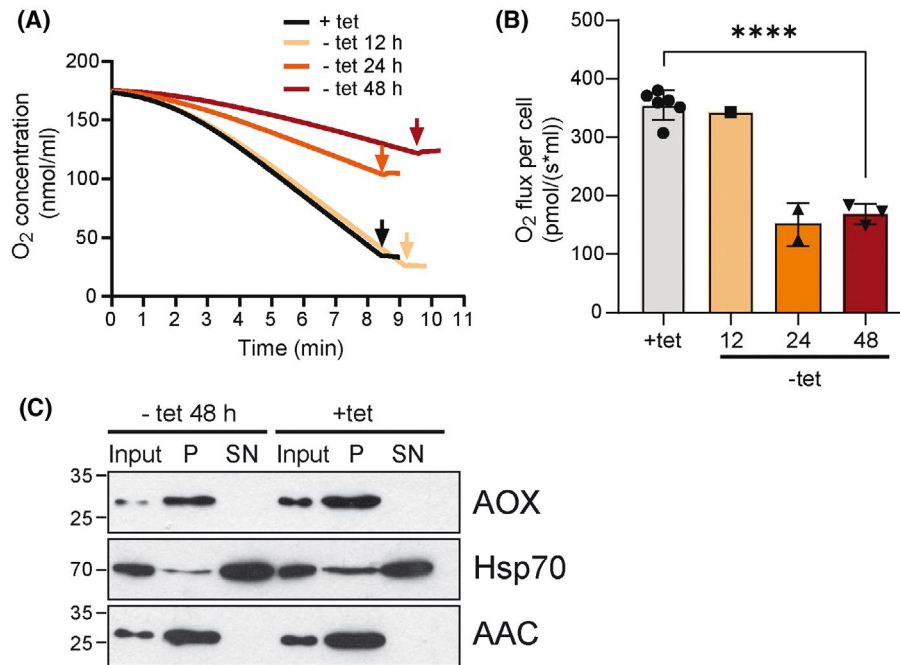 (A)
+ tet
- tet 12 h
- tet 24 h
- tet 48 h
O₂ concentration
(nmol/ml)
200
150
100
50
0
0 1 2 3 4 5 6 7 8 9 10 11
Time (min)
(B)
****
O₂ flux per cell
(pmol/(s*ml))
500
400
300
200
100
0
+tet 12 24 48
-tet
(C)
- tet 48 h +tet
Input P SN Input P SN
35
25
AOX
70
Hsp70
35
25
AAC